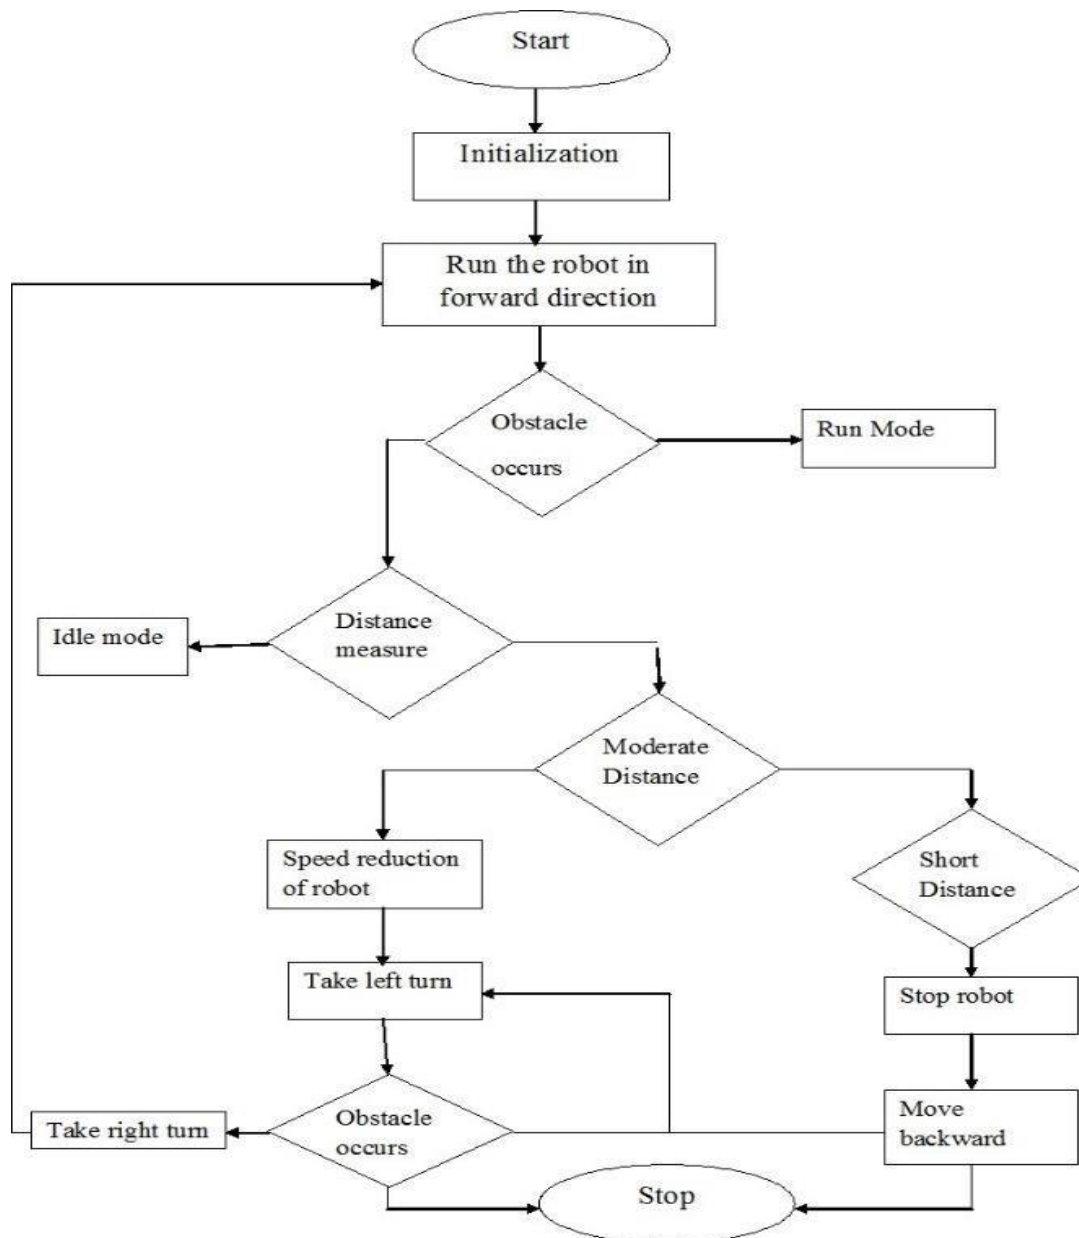 Start
Initialization
Run the robot in
forward direction
Obstacle
occurs
Run Mode
Idle mode
Distance
measure
Moderate
Distance
Speed reduction
of robot
Short
Distance
Take left turn
Stop robot
Take right turn
Obstacle
occurs
Move
backward
Stop